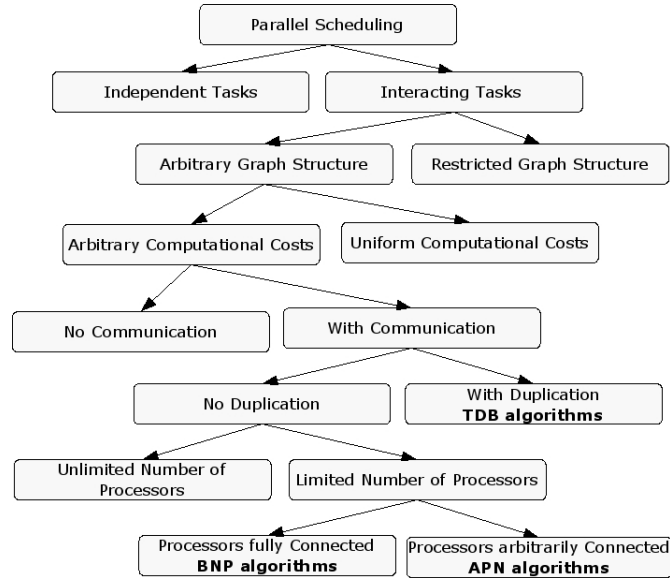 Parallel Scheduling
Independent Tasks
Interacting Tasks
Arbitrary Graph Structure
Restricted Graph Structure
Arbitrary Computational Costs
Uniform Computational Costs
No Communication
With Communication
No Duplication
With Duplication
TDB algorithms
Unlimited Number of
Processors
Limited Number of Processors
Processors fully Connected
BNP algorithms
Processors arbitrarily Connected
APN algorithms